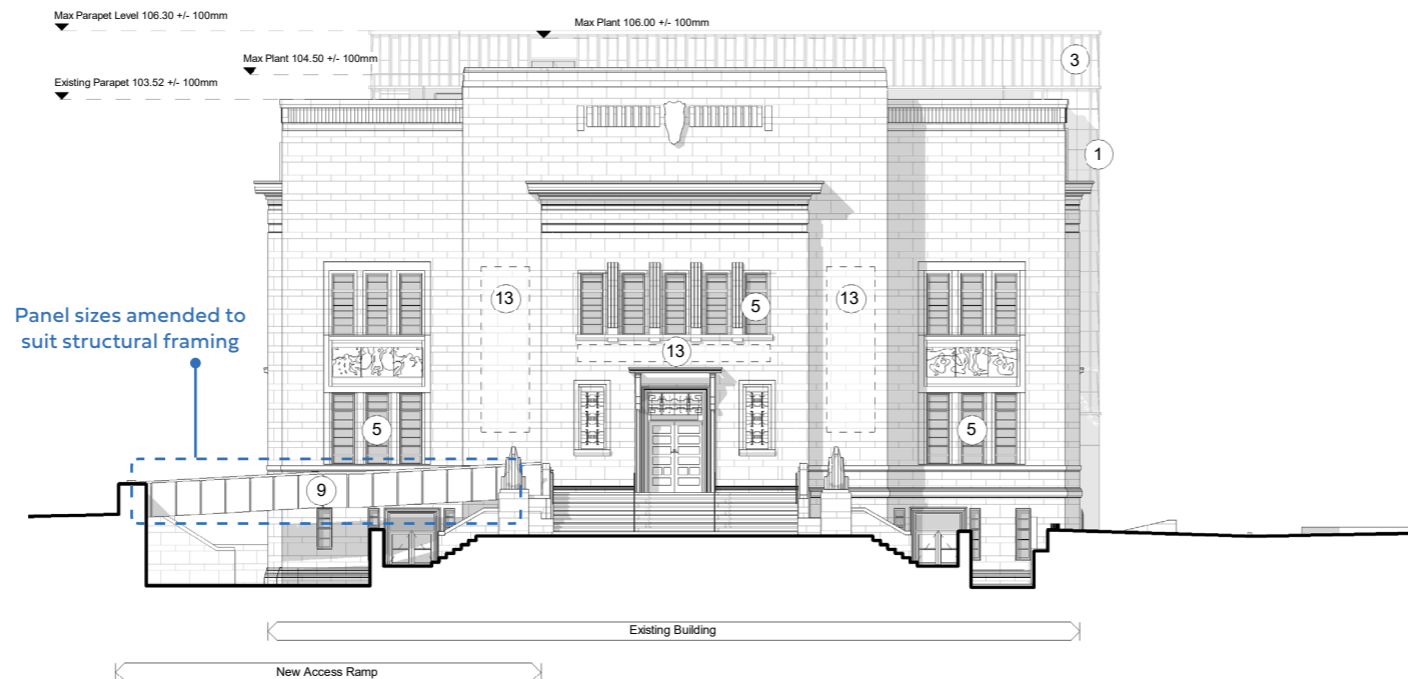 Max Parapet Level 106.30 +/- 100mm
Max Plant 106.00 +/- 100mm
Max Plant 104.50 +/- 100mm
Existing Parapet 103.52 +/- 100mm
3
1
13
5
13
13
Panel sizes amended to
suit structural framing
5
5
9
Existing Building
New Access Ramp